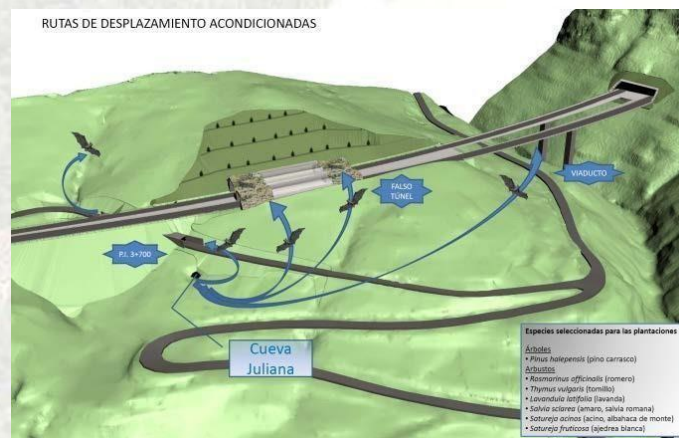 RUTAS DE DESPLAZAMIENTO ACONDICIONADAS
FALSO
TÚNEL
VIADUCTO
P.I. 3+700
Cueva
Juliana
Especies seleccionadas para las plantaciones
Árboles
• Pinus halepensis (pino carrasco)
Arbustos
• Rosmarinus officinalis (romero)
• Thymus vulgaris (tomillo)
• Lavandula latifolia (lavanda)
• Salvia sclarea (amaro, salvia romana)
• Satureja acinos (acino, albahaca de monte)
• Satureja fruticosa (ajedrea blanca)